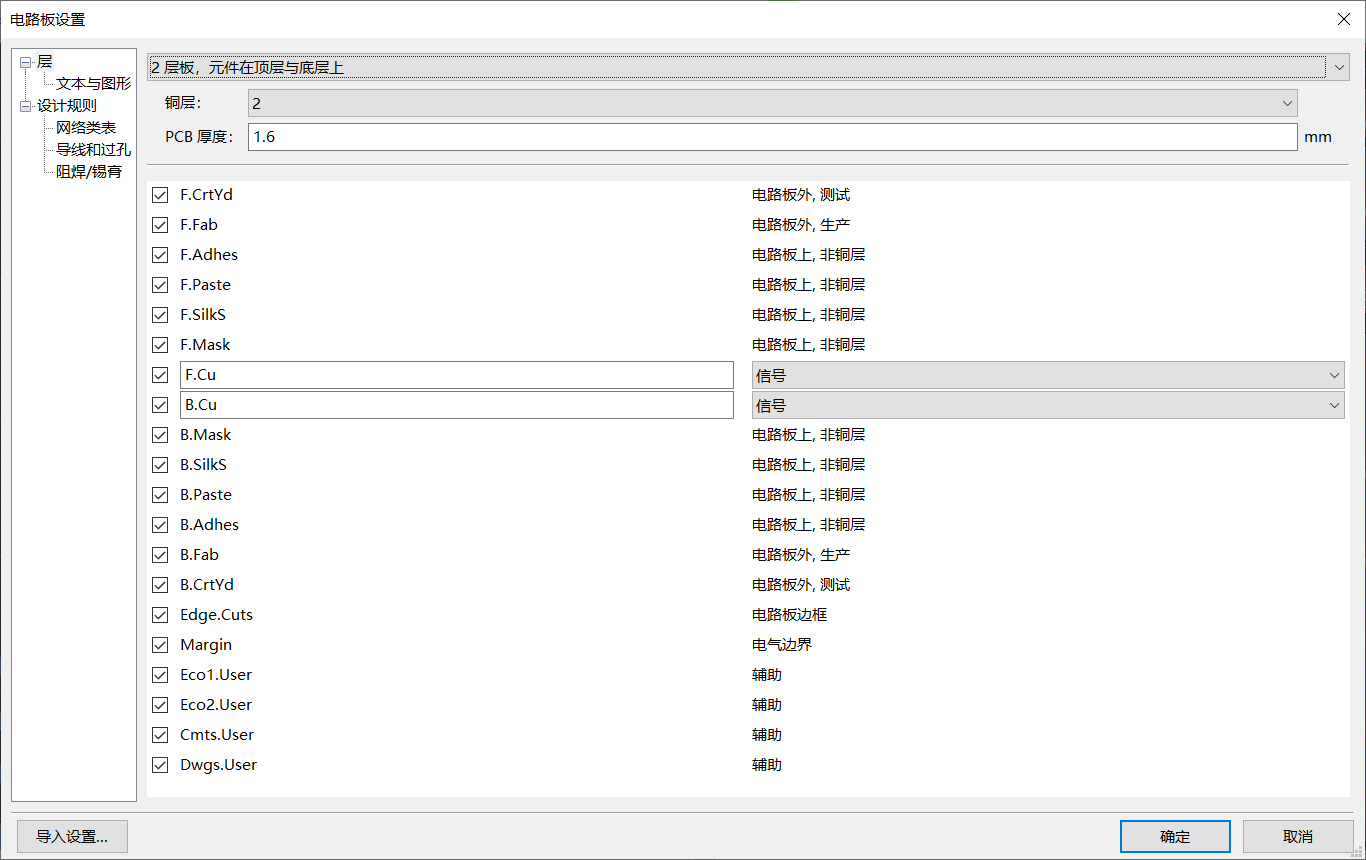 电路板设置
层
文本与图形
设计规则
网络类表
导线和过孔
阻焊/锡膏
2 层板，元件在顶层与底层上
铜层: 2
PCB 厚度: 1.6 mm
F.CrtYd 电路板外, 测试
F.Fab 电路板外, 生产
F.Adhes 电路板上, 非铜层
F.Paste 电路板上, 非铜层
F.SilkS 电路板上, 非铜层
F.Mask 电路板上, 非铜层
F.Cu 信号
B.Cu 信号
B.Mask 电路板上, 非铜层
B.SilkS 电路板上, 非铜层
B.Paste 电路板上, 非铜层
B.Adhes 电路板上, 非铜层
B.Fab 电路板外, 生产
B.CrtYd 电路板外, 测试
Edge.Cuts 电路板边框
Margin 电气边界
Eco1.User 辅助
Eco2.User 辅助
Cmts.User 辅助
Dwgs.User 辅助
导入设置... 确定 取消